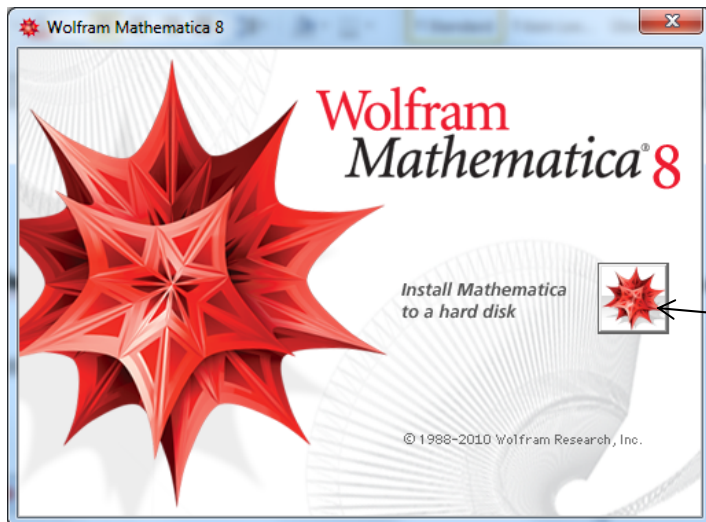 Wolfram Mathematica 8
Wolfram
Mathematica® 8
Install Mathematica
to a hard disk
© 1988-2010 Wolfram Research, Inc.